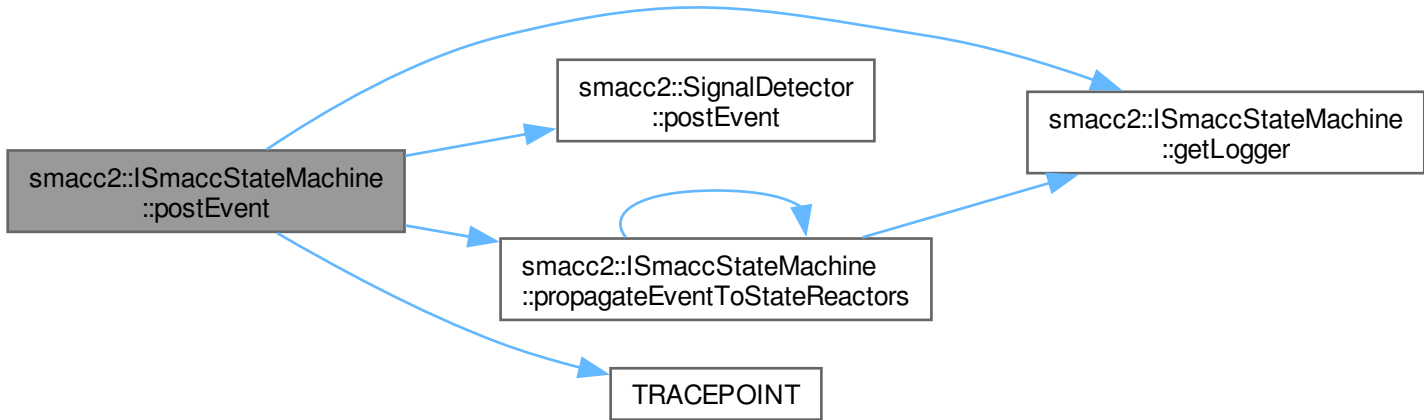 smacc2::ISmaccStateMachine
::postEvent
smacc2::SignalDetector
::postEvent
smacc2::ISmaccStateMachine
::getLogger
smacc2::ISmaccStateMachine
::propagateEventToStateReactors
TRACEPOINT